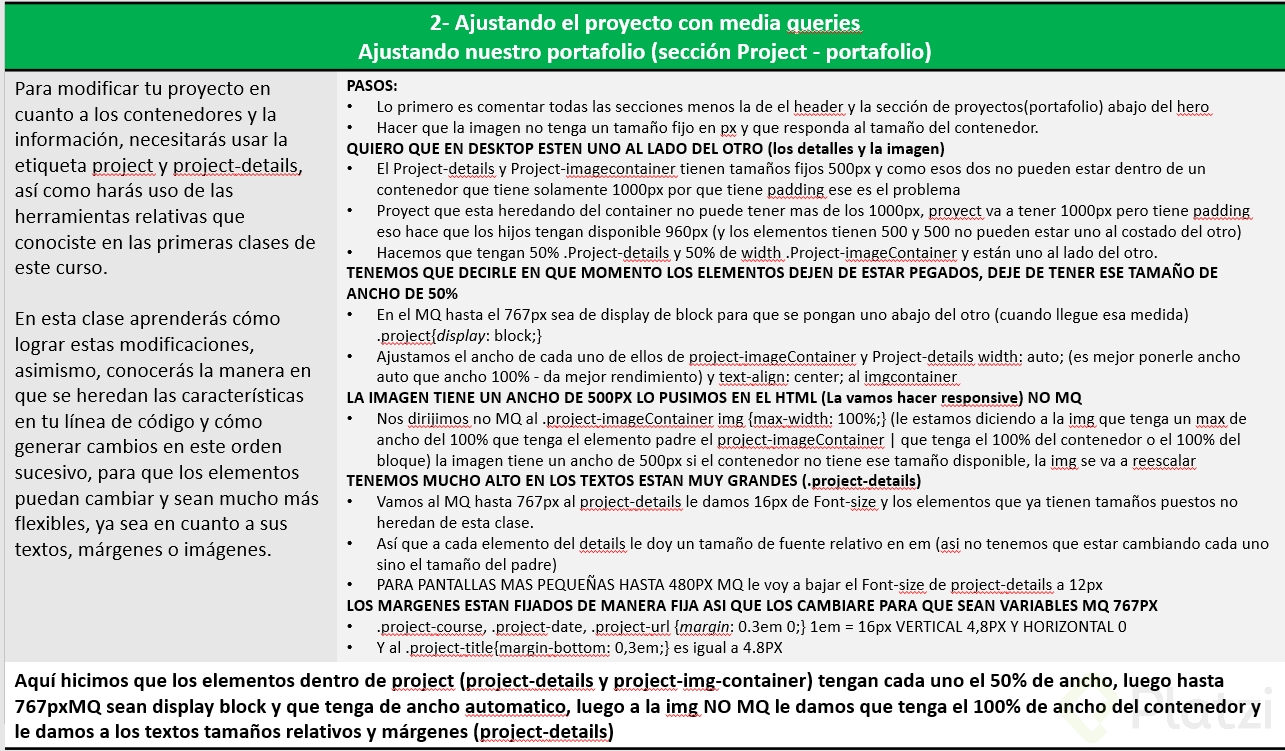 2- Ajustando el proyecto con media queries
Ajustando nuestro portafolio (sección Project - portafolio)
Para modificar tu proyecto en
cuanto a los contenedores y la
información, necesitarás usar la
etiqueta project y project-details,
así como harás uso de las
herramientas relativas que
conociste en las primeras clases de
este curso.
En esta clase aprenderás cómo
lograr estas modificaciones,
asimismo, conocerás la manera en
que se heredan las características
en tu línea de código y cómo
generar cambios en este orden
sucesivo, para que los elementos
puedan cambiar y sean mucho más
flexibles, ya sea en cuanto a sus
textos, márgenes o imágenes.
PASOS:
• Lo primero es comentar todas las secciones menos la de el header y la sección de proyectos(portafolio) abajo del hero
• Hacer que la imagen no tenga un tamaño fijo en px y que responda al tamaño del contenedor.
QUIERO QUE EN DESKTOP ESTEN UNO AL LADO DEL OTRO (los detalles y la imagen)
• El Project-details y Project-imagecontainer tienen tamaños fijos 500px y como esos dos no pueden estar dentro de un
contenedor que tiene solamente 1000px por que tiene padding ese es el problema
• Proyect que esta heredando del container no puede tener mas de los 1000px, proyect va a tener 1000px pero tiene padding
eso hace que los hijos tengan disponible 960px (y los elementos tienen 500 y 500 no pueden estar uno al costado del otro)
• Hacemos que tengan 50% .Project-details y 50% de width .Project-imageContainer y están uno al lado del otro.
TENEMOS QUE DECIRLE EN QUE MOMENTO LOS ELEMENTOS DEJEN DE ESTAR PEGADOS, DEJE DE TENER ESE TAMAÑO DE
ANCHO DE 50%
• En el MQ hasta el 767px sea de display de block para que se pongan uno abajo del otro (cuando llegue esa medida)
.project{display: block;}
• Ajustamos el ancho de cada uno de ellos de project-imageContainer y Project-details width: auto; (es mejor ponerle ancho
auto que ancho 100% - da mejor rendimiento) y text-align: center; al imgcontainer
LA IMAGEN TIENE UN ANCHO DE 500PX LO PUSIMOS EN EL HTML (La vamos hacer responsive) NO MQ
• Nos dirijimos no MQ al .project-imageContainer img {max-width: 100%;} (le estamos diciendo a la img que tenga un max de
ancho del 100% que tenga el elemento padre el project-imageContainer | que tenga el 100% del contenedor o el 100% del
bloque) la imagen tiene un ancho de 500px si el contenedor no tiene ese tamaño disponible, la img se va a reescalar
TENEMOS MUCHO ALTO EN LOS TEXTOS ESTAN MUY GRANDES (.project-details)
• Vamos al MQ hasta 767px al project-details le damos 16px de Font-size y los elementos que ya tienen tamaños puestos no
heredan de esta clase.
• Así que a cada elemento del details le doy un tamaño de fuente relativo en em (asi no tenemos que estar cambiando cada uno
sino el tamaño del padre)
• PARA PANTALLAS MAS PEQUEÑAS HASTA 480PX MQ le voy a bajar el Font-size de project-details a 12px
LOS MARGENES ESTAN FIJADOS DE MANERA FIJA ASI QUE LOS CAMBIARE PARA QUE SEAN VARIABLES MQ 767PX
• .project-course, .project-date, .project-url {margin: 0.3em 0;} 1em = 16px VERTICAL 4,8PX Y HORIZONTAL 0
• Y al .project-title{margin-bottom: 0,3em;} es igual a 4.8PX
Aquí hicimos que los elementos dentro de project (project-details y project-img-container) tengan cada uno el 50% de ancho, luego hasta
767pxMQ sean display block y que tenga de ancho automatico, luego a la img NO MQ le damos que tenga el 100% de ancho del contenedor y
le damos a los textos tamaños relativos y márgenes (project-details)
Platzi